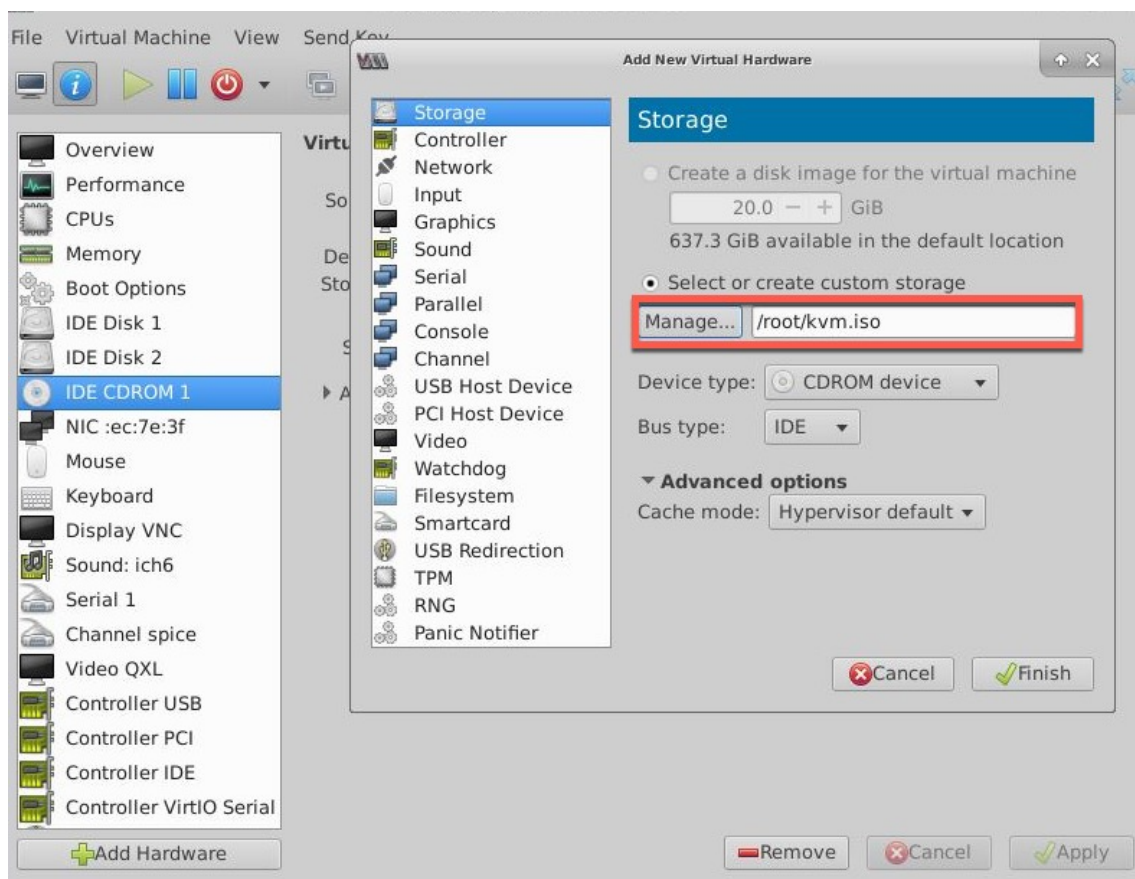 File Virtual Machine View Send Key
Add New Virtual Hardware
Overview
Performance
CPUs
Memory
Boot Options
IDE Disk 1
IDE Disk 2
IDE CDROM 1
NIC :ec:7e:3f
Mouse
Keyboard
Display VNC
Sound: ich6
Serial 1
Channel spice
Video QXL
Controller USB
Controller PCI
Controller IDE
Controller VirtIO Serial
Add Hardware
Virtu
So
De
Sto
A
Storage
Controller
Network
Input
Graphics
Sound
Serial
Parallel
Console
Channel
USB Host Device
PCI Host Device
Video
Watchdog
Filesystem
Smartcard
USB Redirection
TPM
RNG
Panic Notifier
Storage
Create a disk image for the virtual machine
20.0 − + GiB
637.3 GiB available in the default location
Select or create custom storage
Manage... /root/kvm.iso
Device type: CDROM device
Bus type: IDE
Advanced options
Cache mode: Hypervisor default
Cancel Finish
Remove Cancel Apply